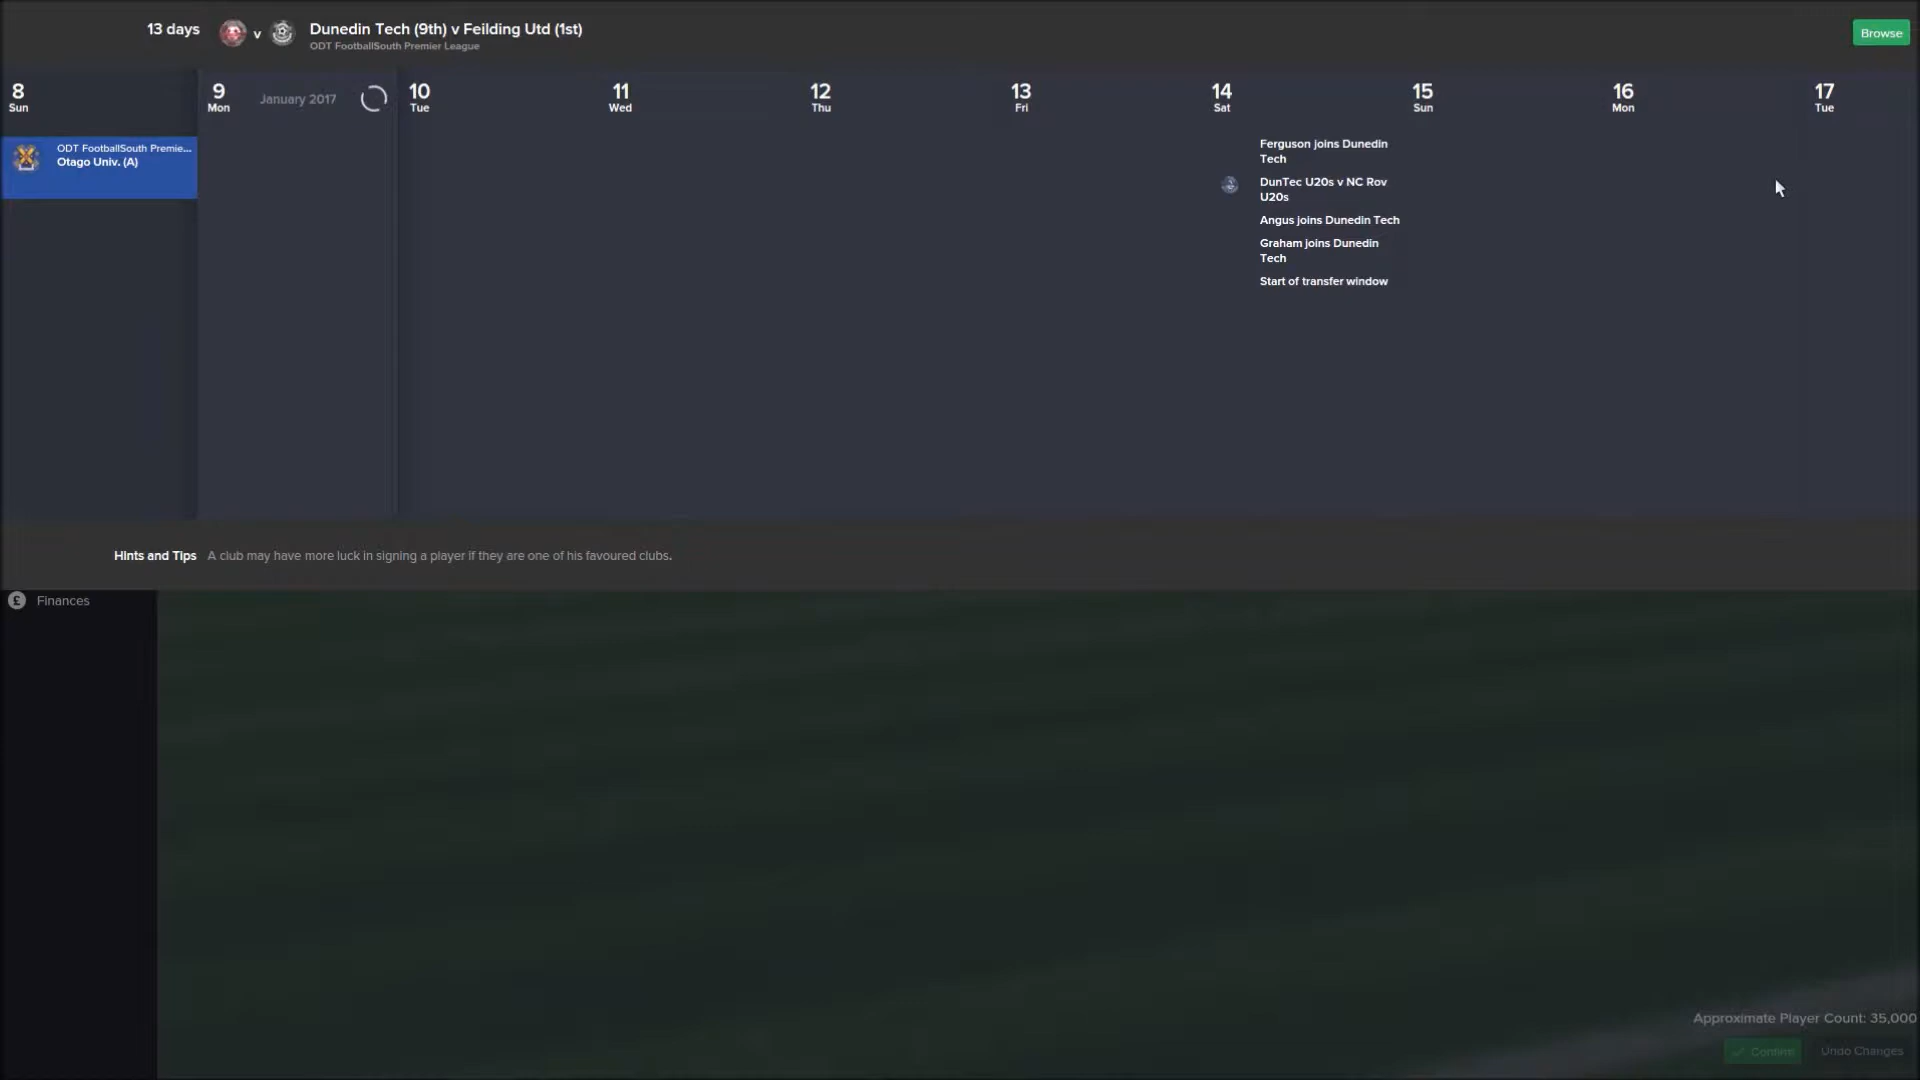 13 days
v
Dunedin Tech (9th) v Feilding Utd (1st)
ODT FootballSouth Premier League
Browse
8
Sun
9
Mon
January 2017
10
Tue
11
Wed
12
Thu
13
Fri
14
Sat
15
Sun
16
Mon
17
Tue
ODT FootballSouth Premie...
Otago Univ. (A)
Ferguson joins Dunedin
Tech
DunTec U20s v NC Rov
U20s
Angus joins Dunedin Tech
Graham joins Dunedin
Tech
Start of transfer window
Hints and Tips A club may have more luck in signing a player if they are one of his favoured clubs.
£ Finances
Approximate Player Count: 35,000
Confirm
Undo Changes